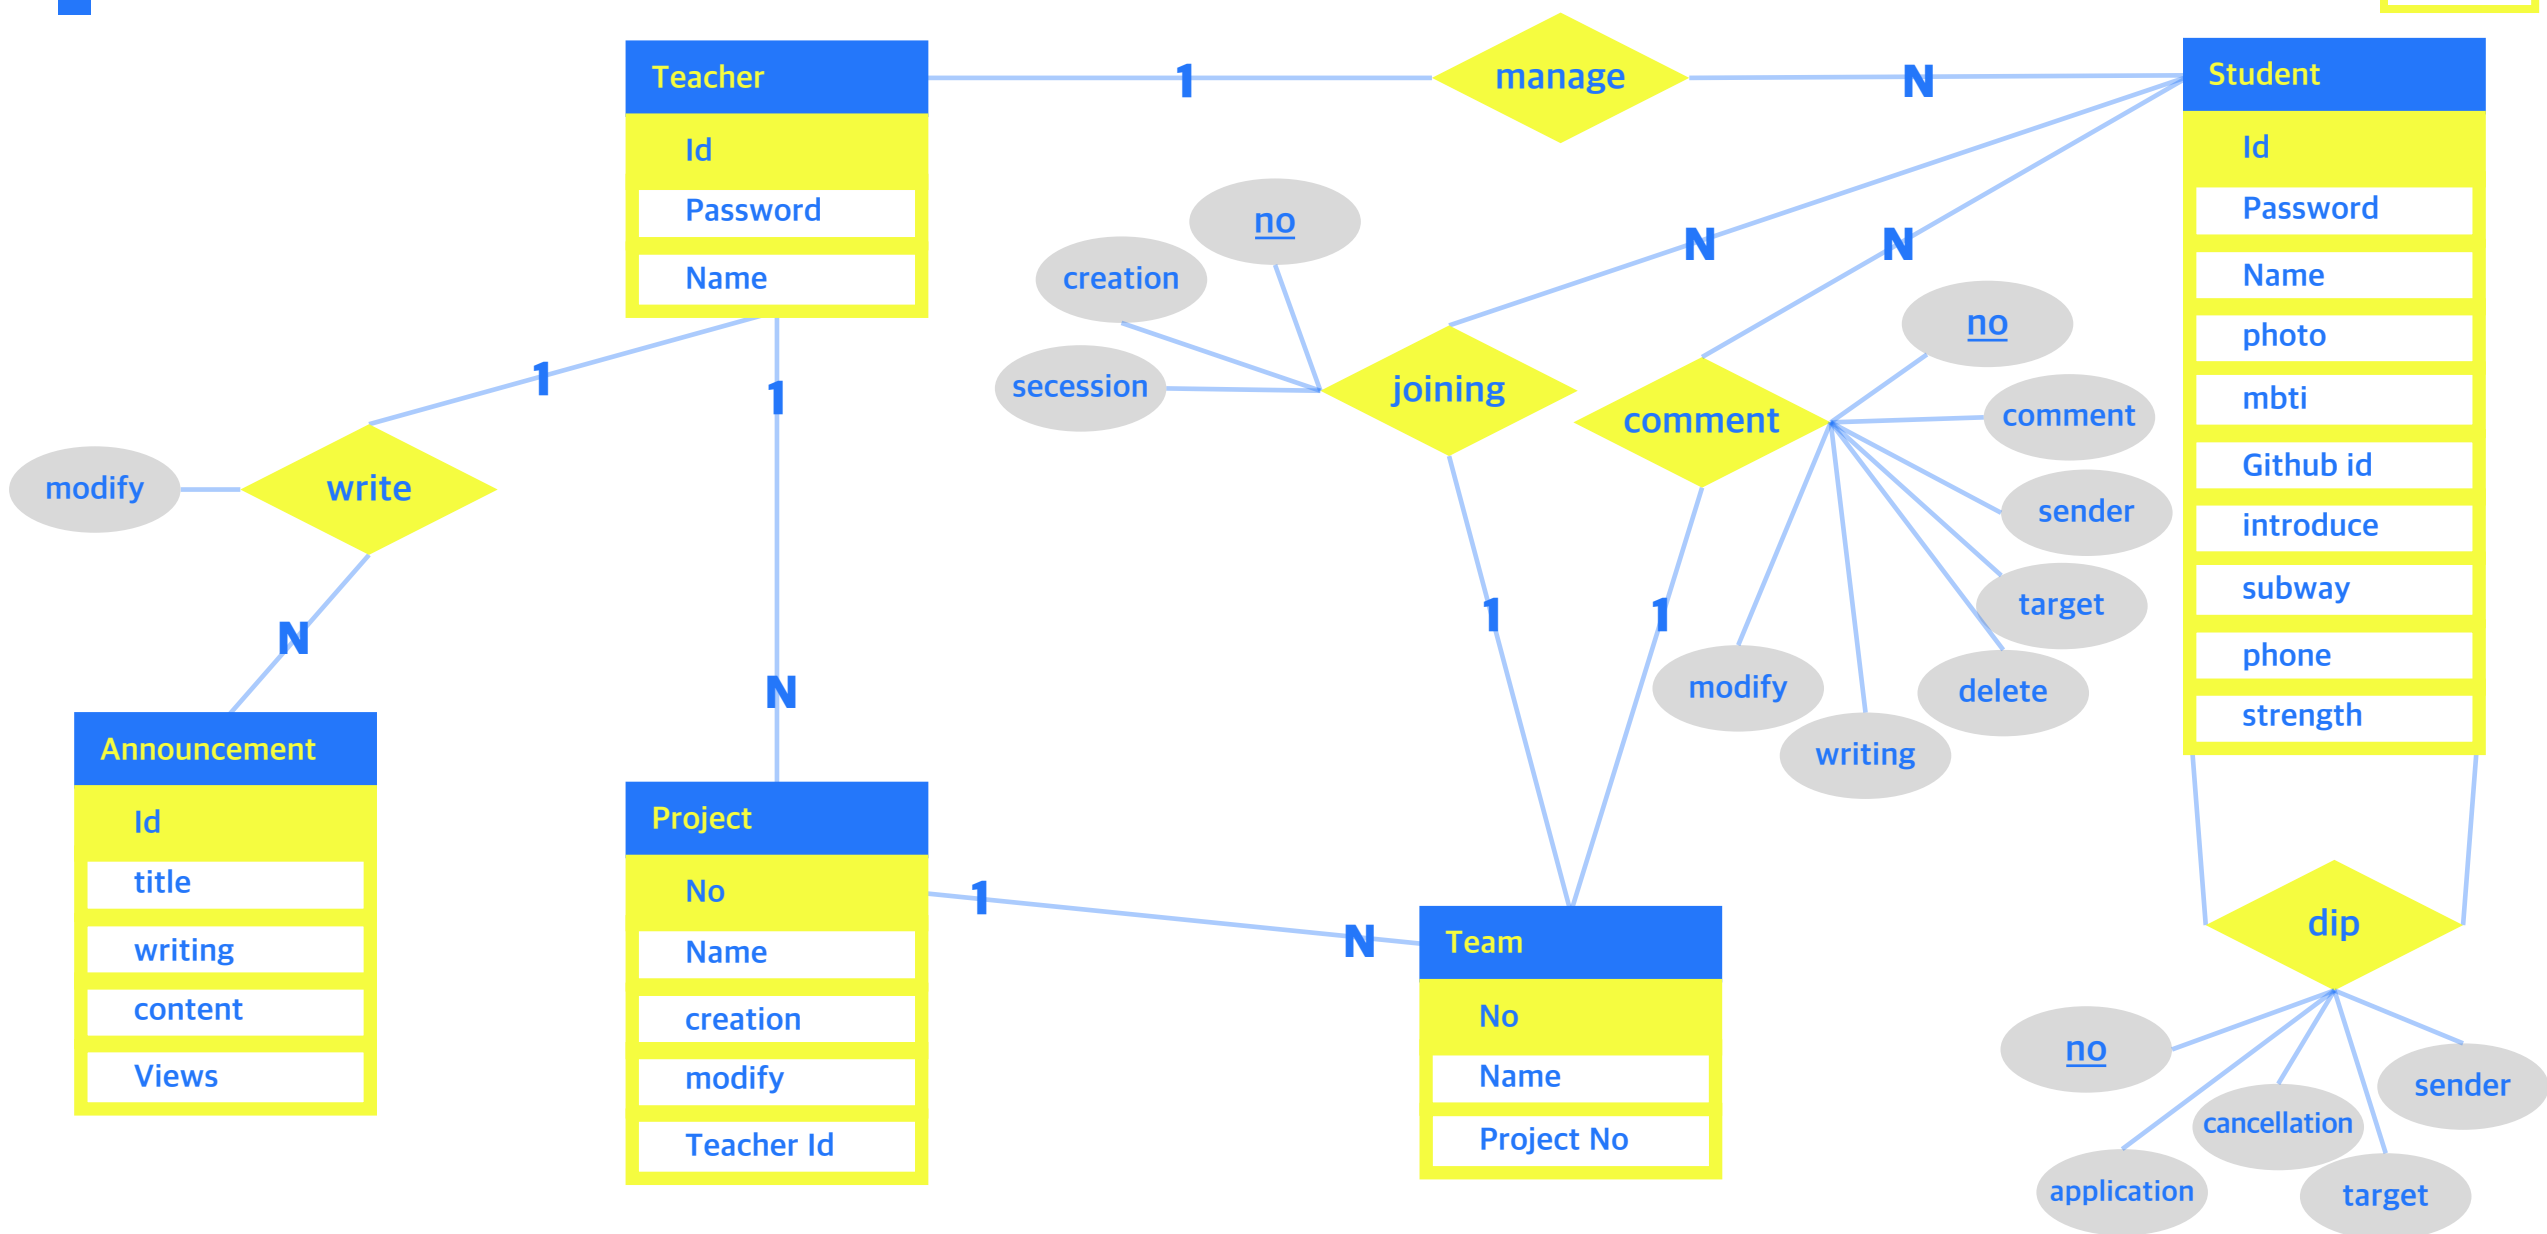 Teacher
Id
Password
Name
1
manage
N
Student
Id
Password
Name
photo
mbti
Github id
introduce
subway
phone
strength
no
creation
secession
joining
N
N
comment
no
comment
sender
target
delete
writing
modify
1
1
1
modify
write
N
1
N
Announcement
Id
title
writing
content
Views
Project
No
Name
creation
modify
Teacher Id
1
N
Team
No
Name
Project No
dip
no
application
cancellation
target
sender